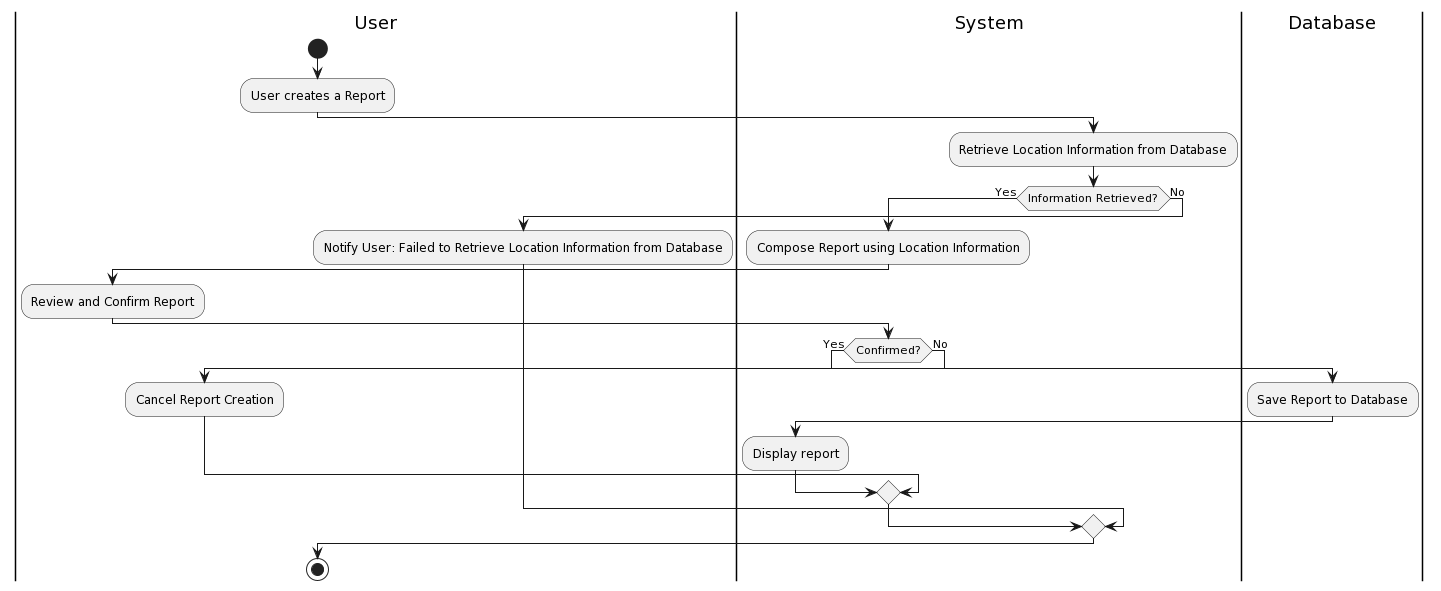 User
System
Database
User creates a Report
Retrieve Location Information from Database
Yes
Information Retrieved?
No
Notify User: Failed to Retrieve Location Information from Database
Compose Report using Location Information
Review and Confirm Report
Yes
Confirmed?
No
Cancel Report Creation
Save Report to Database
Display report